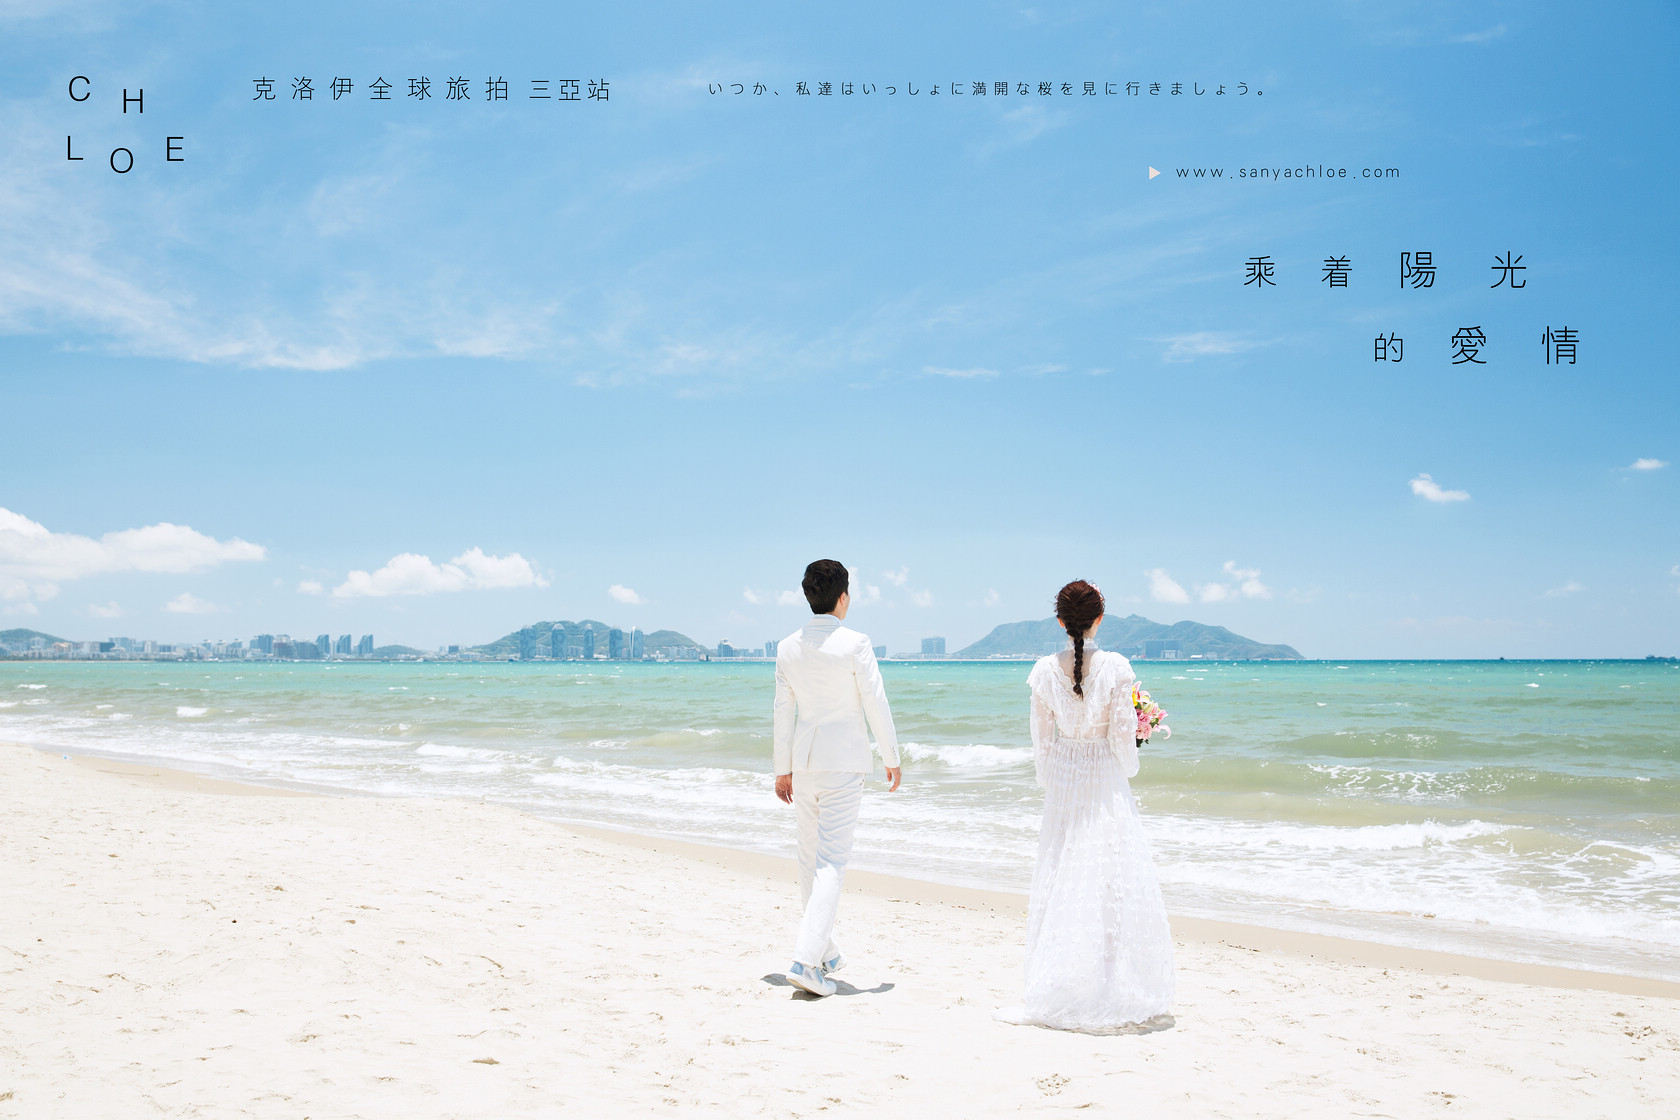 CHLOE
克洛伊全球旅拍 三亞站
いつか、私達はいっしょに満開な桜を見に行きましょう。
www.sanyachloe.com
乘着陽光
的愛情